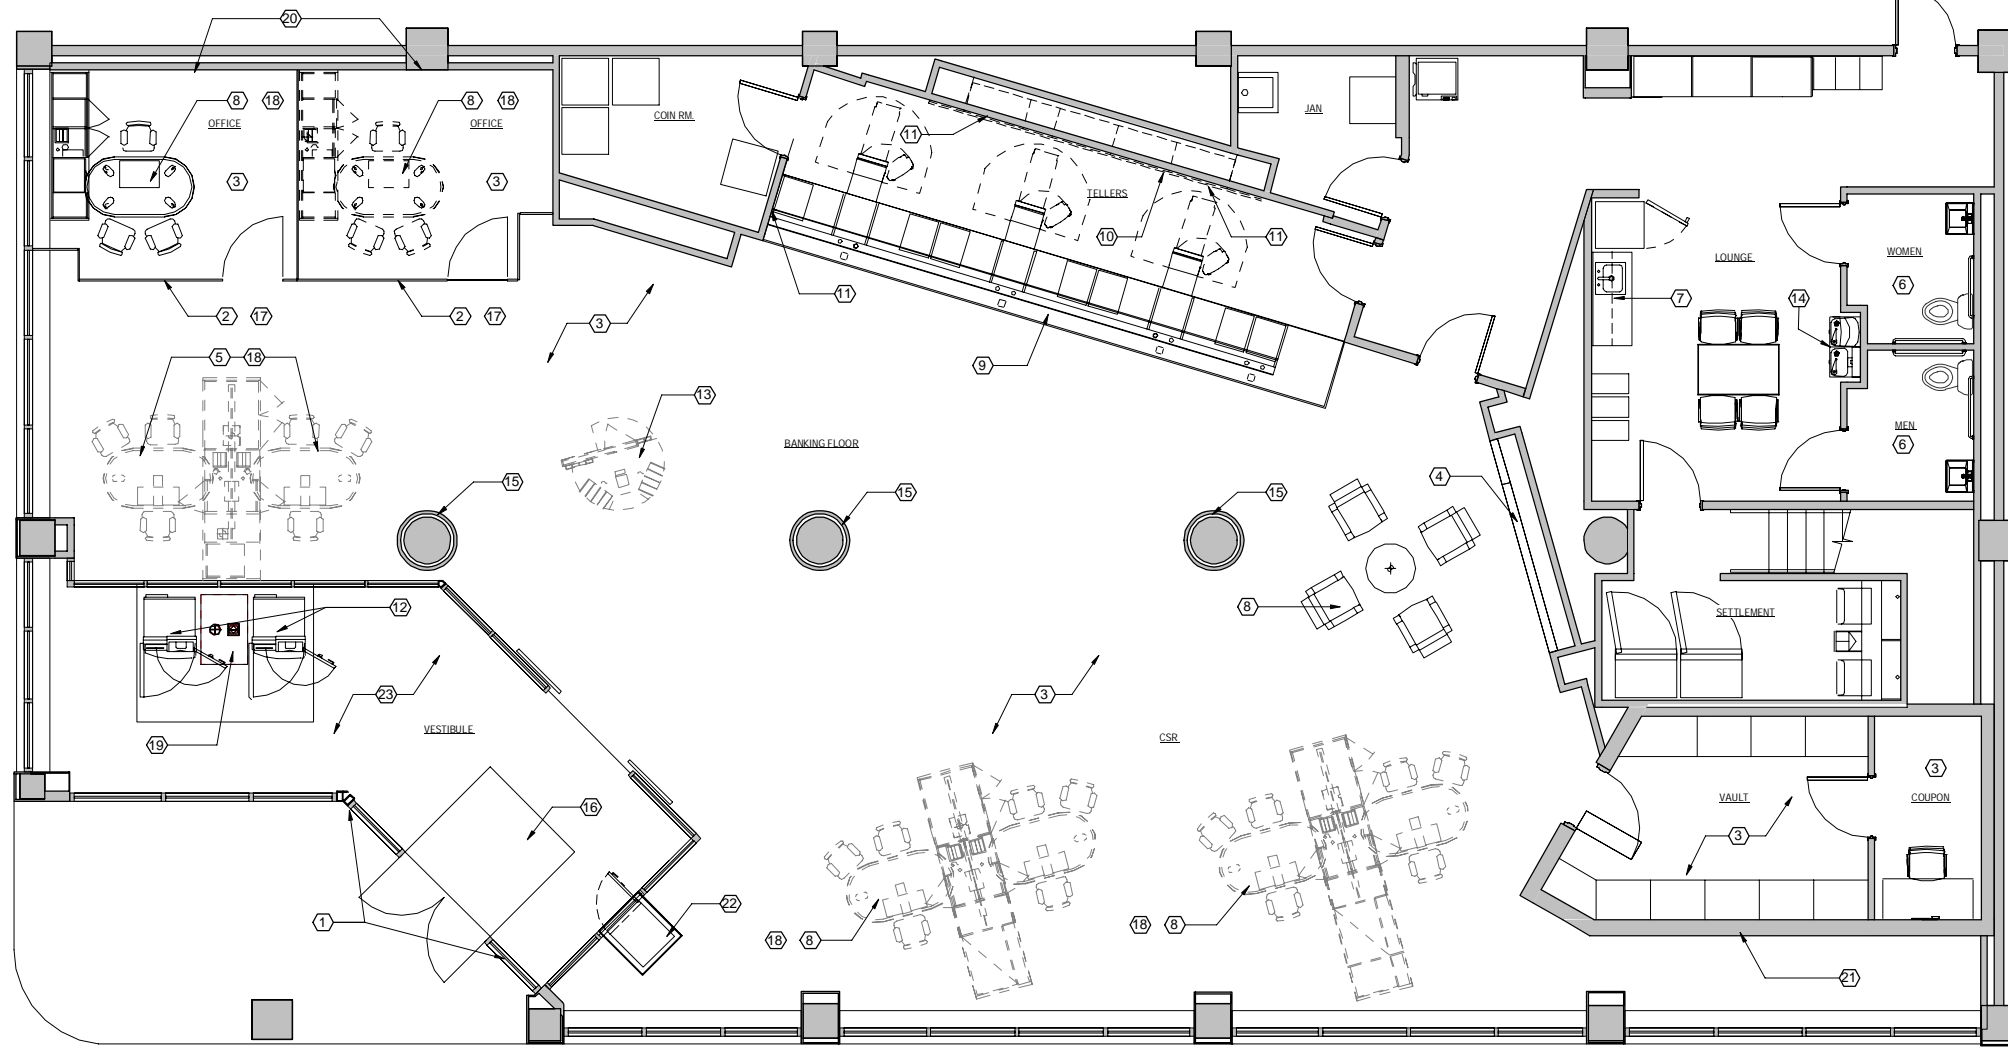 20
8 18
OFFICE
8 18
OFFICE
COIN RM.
11
JAN
3
3
TELLERS
10
11
LOUNGE
WOMEN
6
11
7
14
2 17
2 17
3
5 18
9
13
BANKING FLOOR
MEN
6
4
15
15
15
12
8
SETTLEMENT
23
3
19
VESTIBULE
CSR
3
16
VAULT
COUPON
3
1
22
18 8
18 8
21